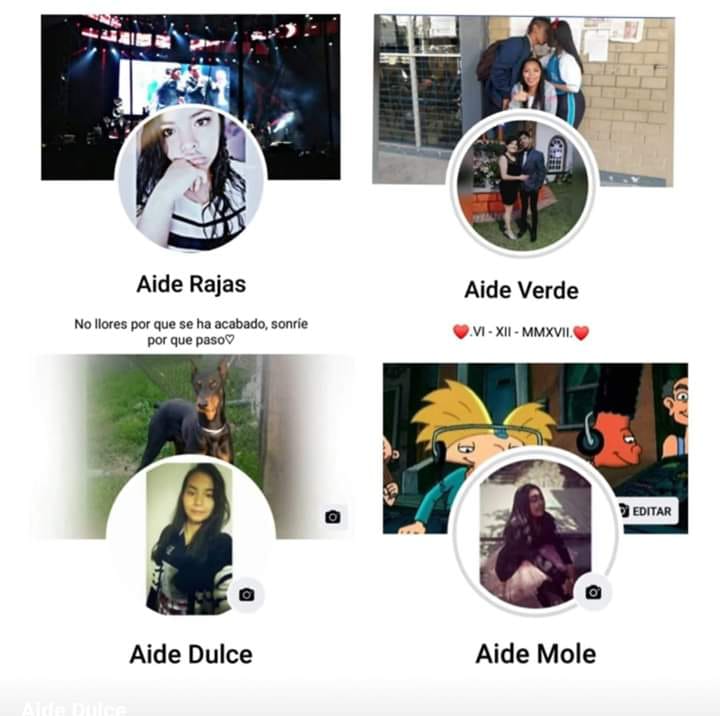 Aide Rajas
No llores por que se ha acabado, sonríe
por que paso♡
Aide Verde
❤️.VI - XII - MMXVII.❤️
EDITAR
Aide Dulce
Aide Mole
Aide Dulce